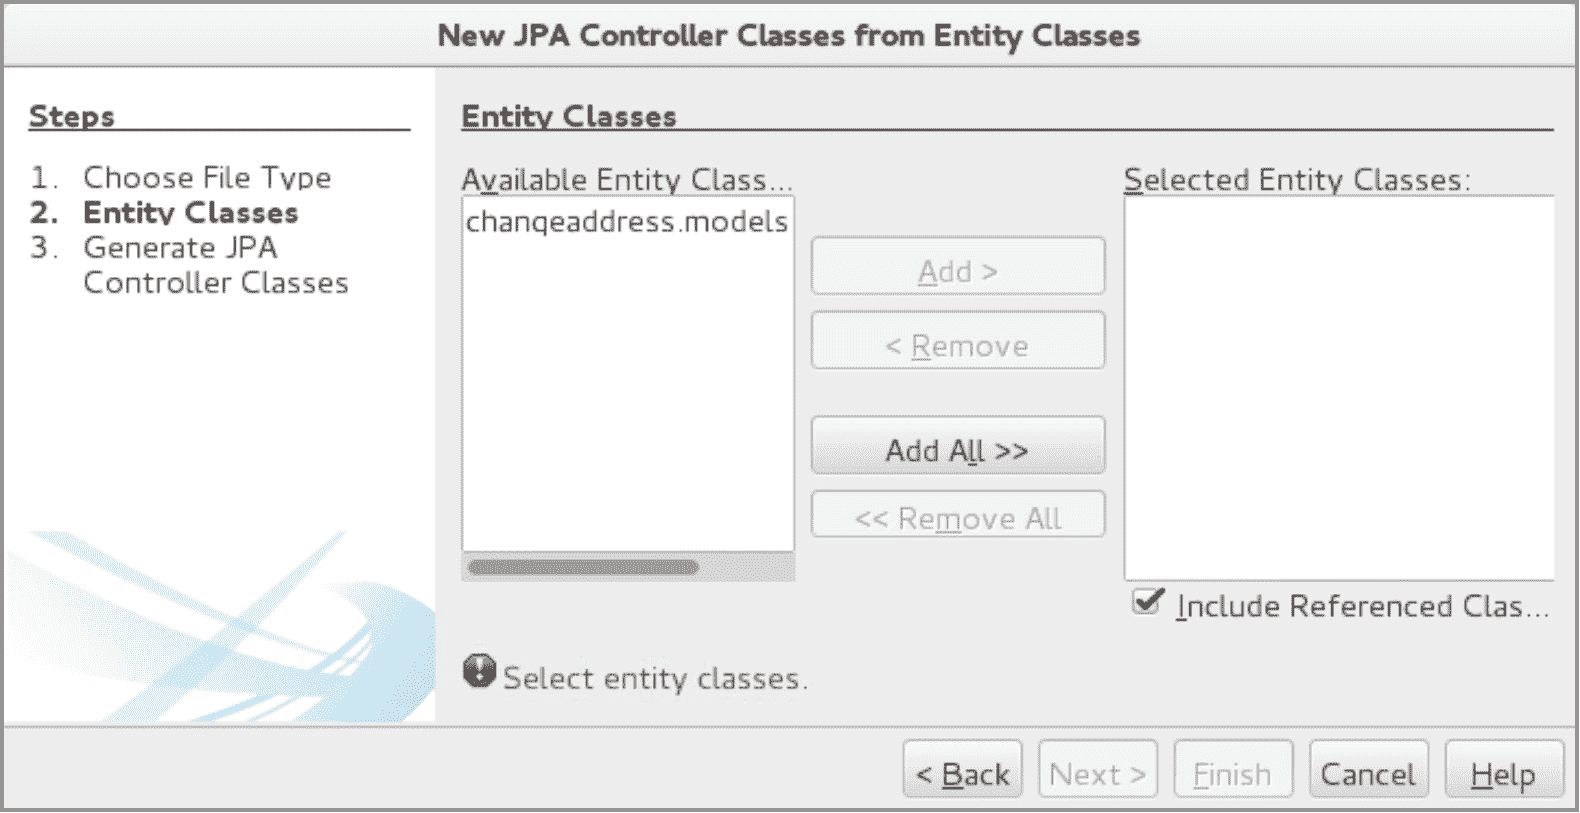 New JPA Controller Classes from Entity Classes
Steps
1. Choose File Type
2. Entity Classes
3. Generate JPA
Controller Classes
Entity Classes
Available Entity Class...
changeaddress.models
Add >
< Remove
Add All >>
<< Remove All
Selected Entity Classes:
Include Referenced Clas...
Select entity classes.
< Back
Next >
Finish
Cancel
Help